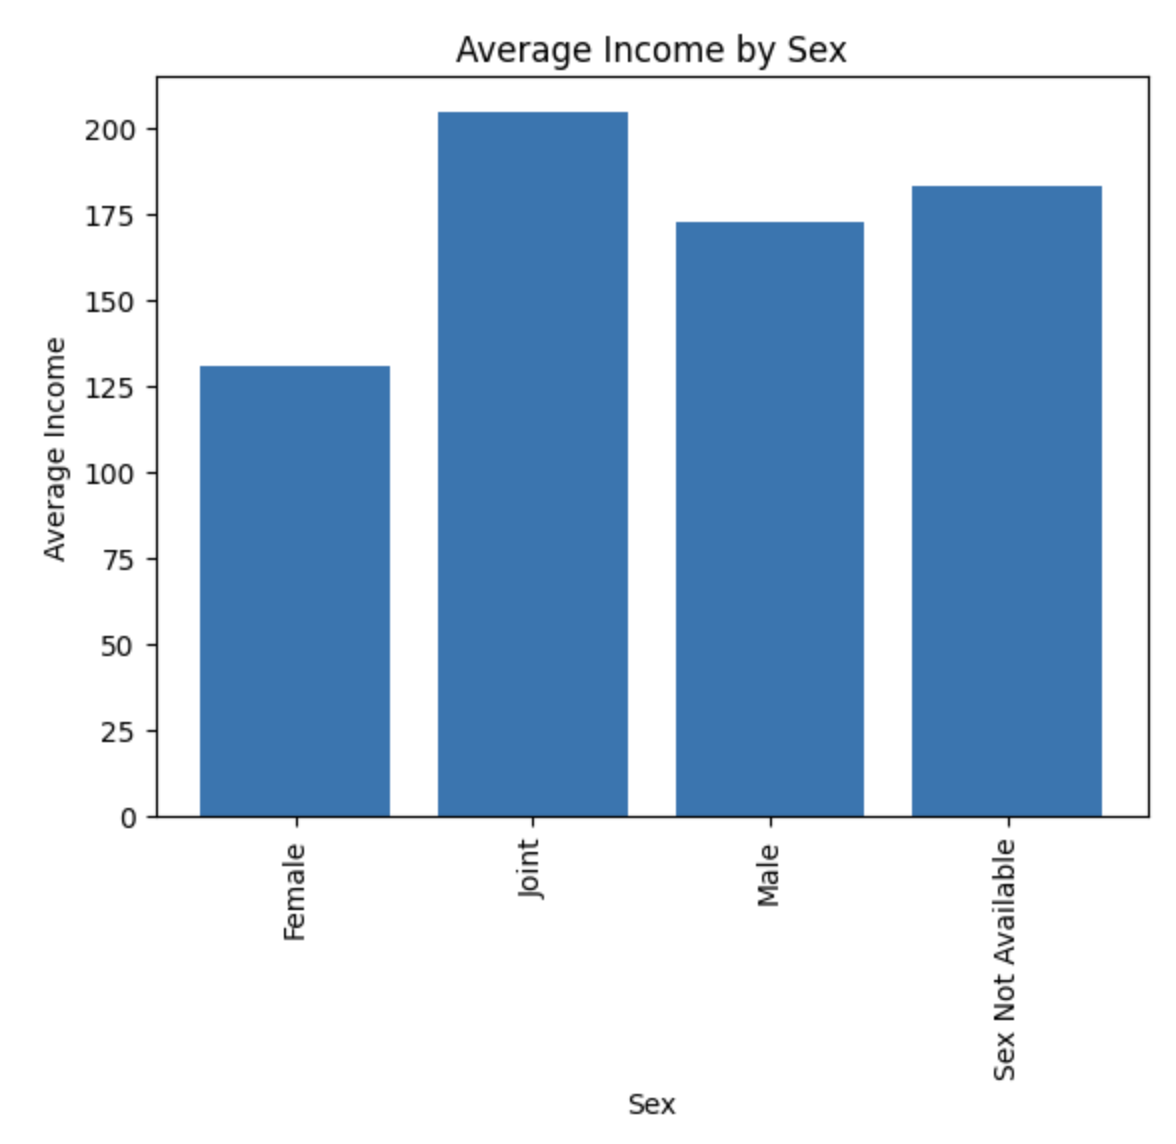 Average Income by Sex
Average Income
200
175
150
125
100
75
50
25
0
Female
Joint
Male
Sex Not Available
Sex